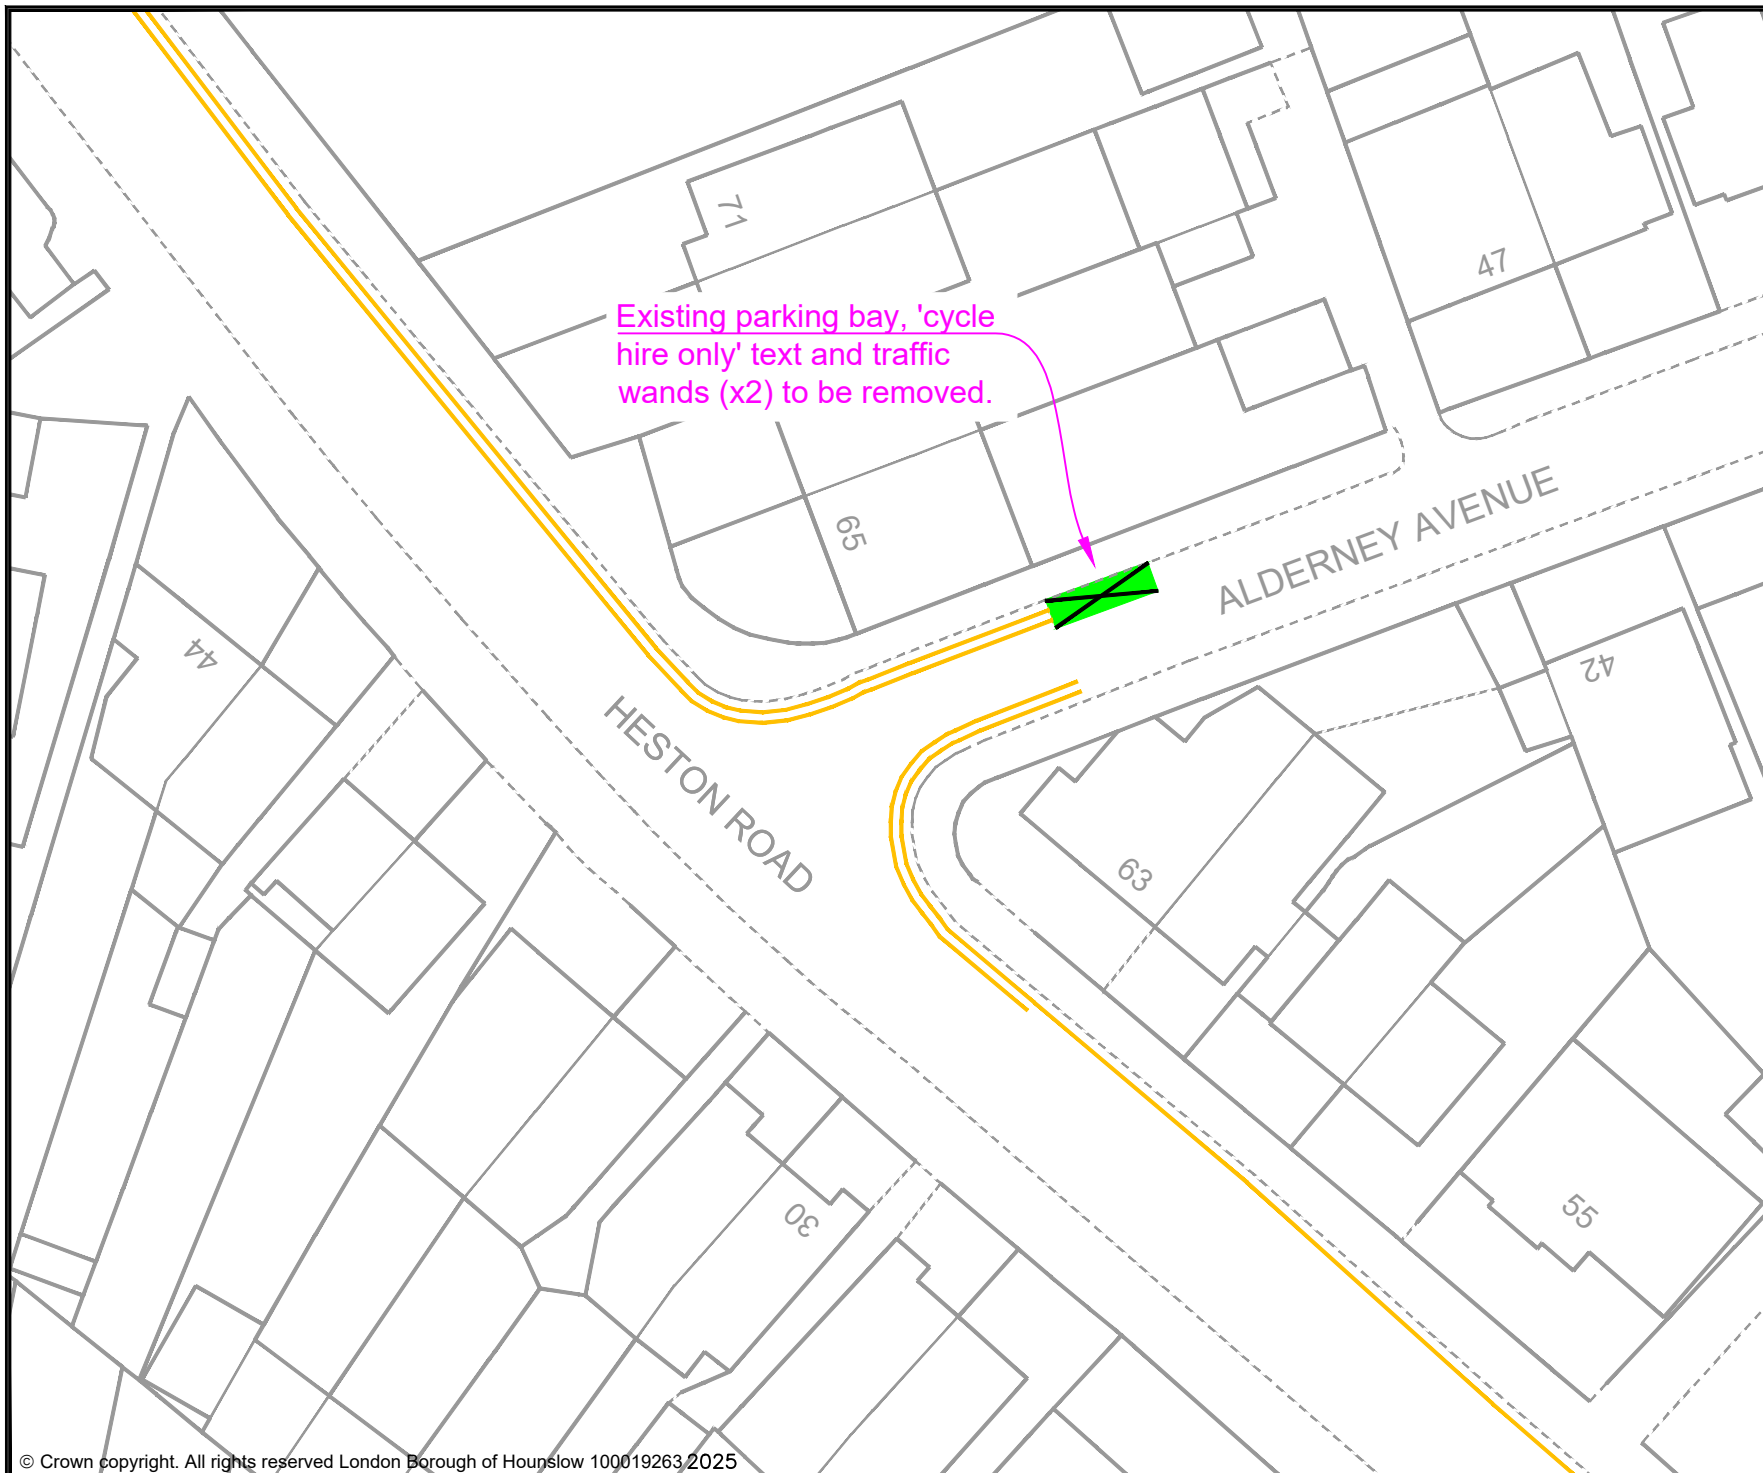 71
47
Existing parking bay, 'cycle
hire only' text and traffic
wands (x2) to be removed.
65
ALDERNEY AVENUE
44
42
HESTON ROAD
63
30
55
© Crown copyright. All rights reserved London Borough of Hounslow 100019263 2025